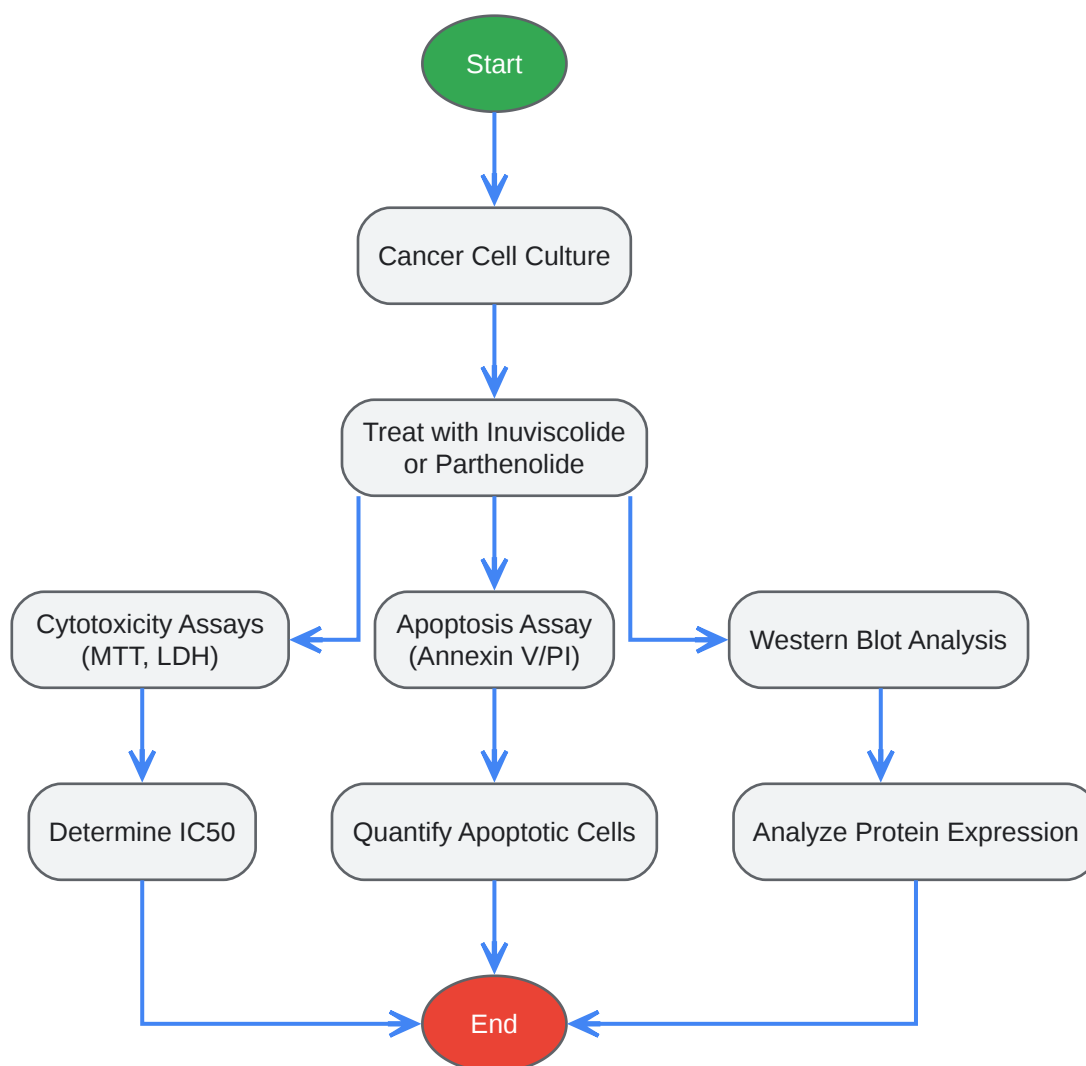 Start
Cancer Cell Culture
Treat with Inuviscolide
or Parthenolide
Cytotoxicity Assays
(MTT, LDH)
Apoptosis Assay
(Annexin V/PI)
Western Blot Analysis
Determine IC50
Quantify Apoptotic Cells
Analyze Protein Expression
End